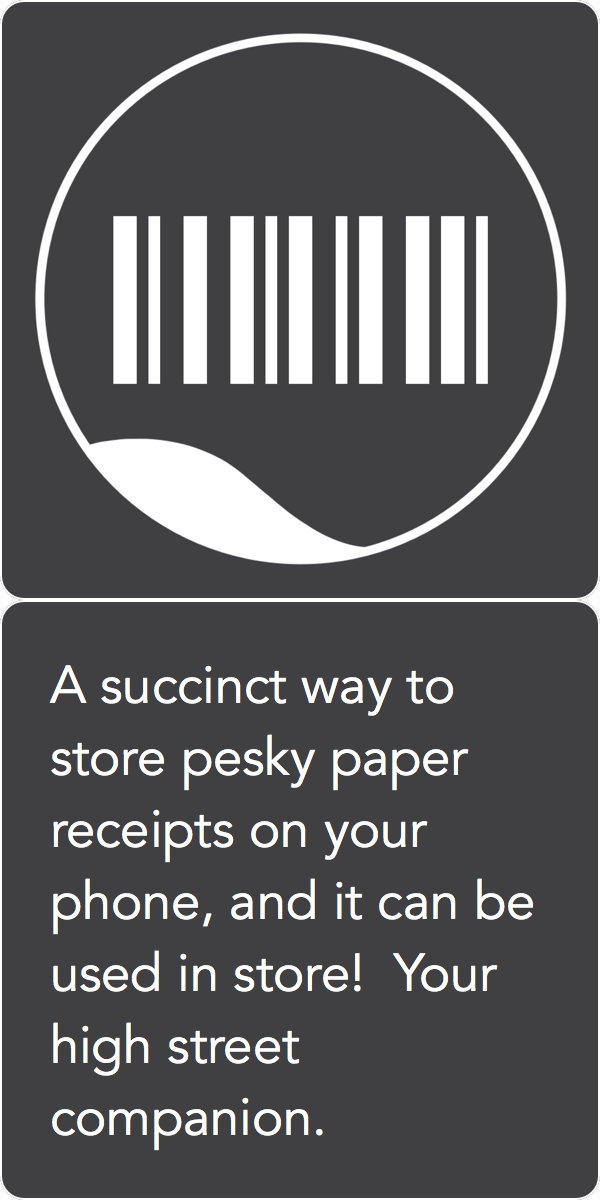 A succinct way to
store pesky paper
receipts on your
phone, and it can be
used in store!  Your
high street
companion.